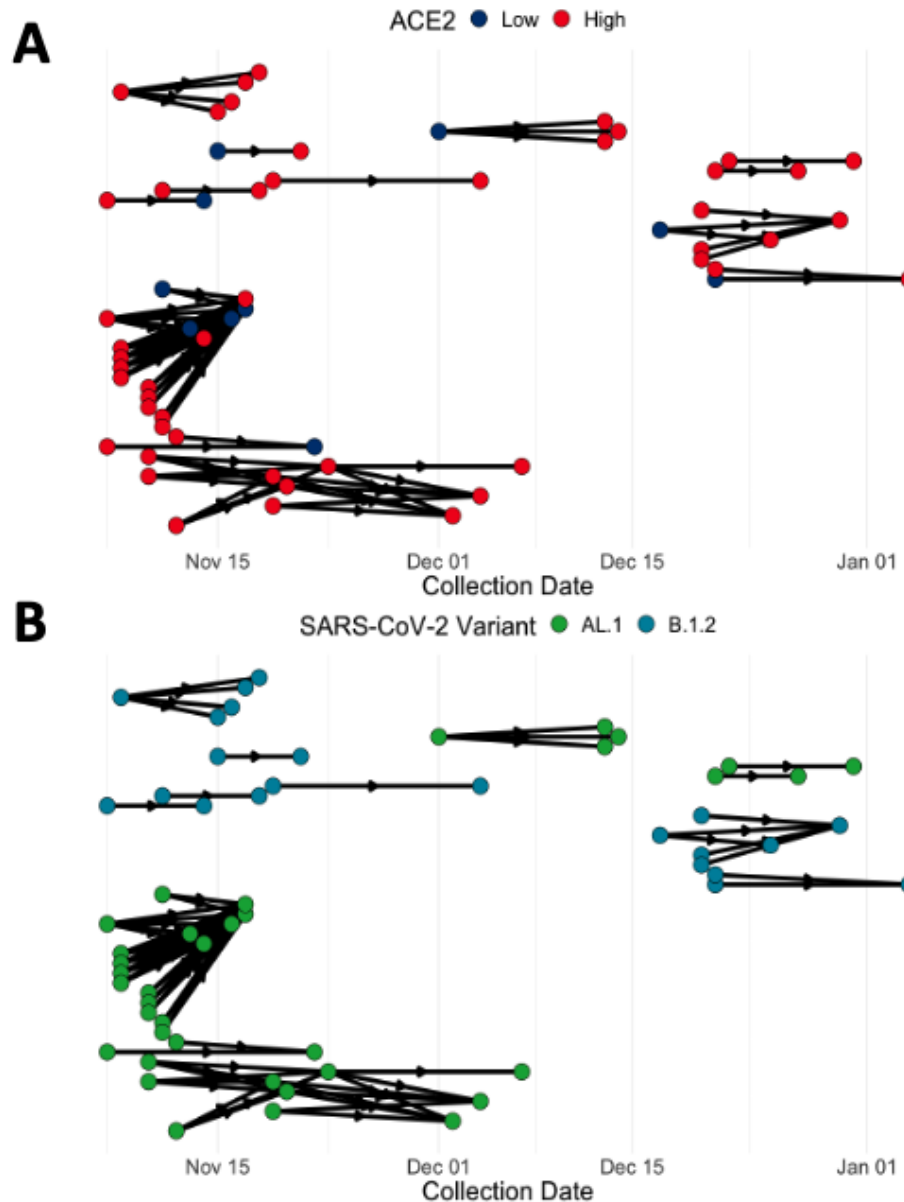 ACE2 Low High
A
Nov 15 Dec 01 Dec 15 Jan 01
Collection Date
B
SARS-CoV-2 Variant AL.1 B.1.2
Nov 15 Dec 01 Dec 15 Jan 01
Collection Date